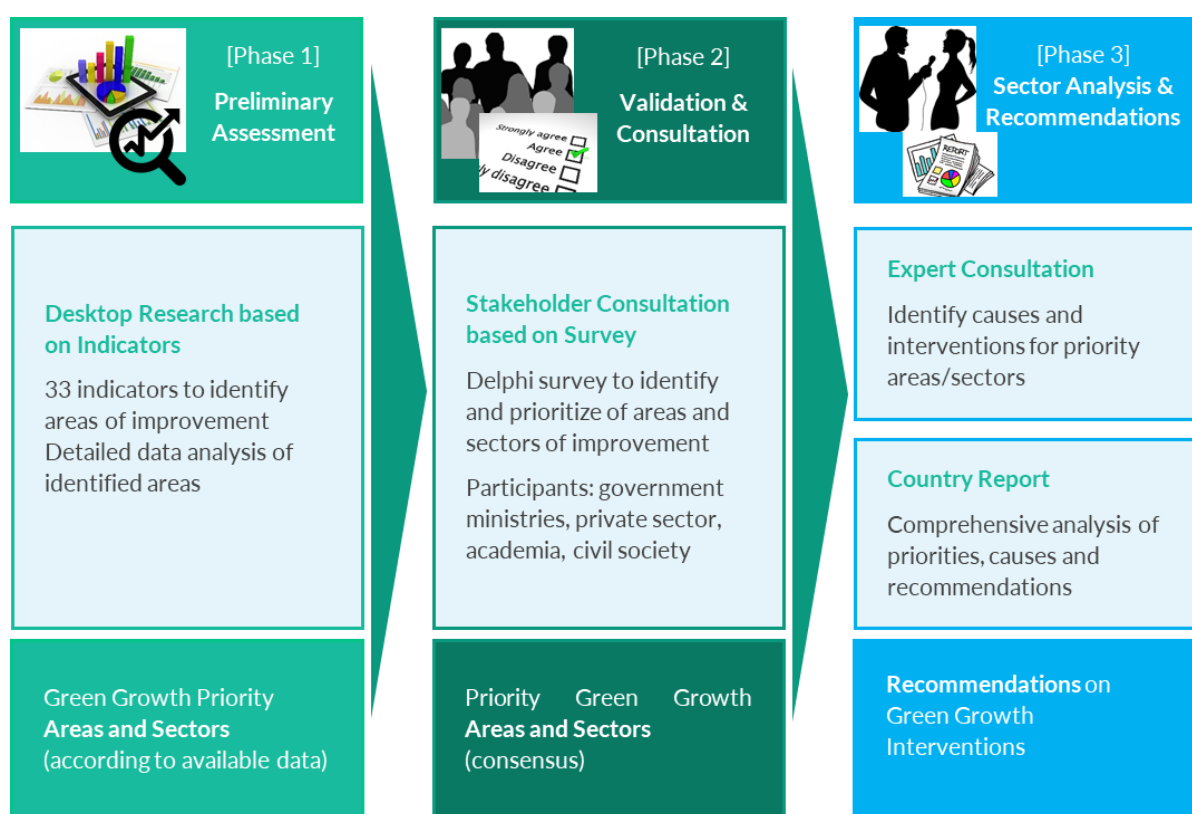 [Phase 1]
Preliminary
Assessment
Strongly agree
Agree
Disagree
ly disagree
[Phase 2]
Validation &
Consultation
REPORT
[Phase 3]
Sector Analysis &
Recommendations
Desktop Research based
on Indicators
33 indicators to identify
areas of improvement
Detailed data analysis of
identified areas
Stakeholder Consultation
based on Survey
Delphi survey to identify
and prioritize of areas and
sectors of improvement
Participants: government
ministries, private sector,
academia, civil society
Expert Consultation
Identify causes and
interventions for priority
areas/sectors
Country Report
Comprehensive analysis of
priorities, causes and
recommendations
Green Growth Priority
Areas and Sectors
(according to available data)
Priority Green Growth
Areas and Sectors
(consensus)
Recommendations on
Green Growth
Interventions